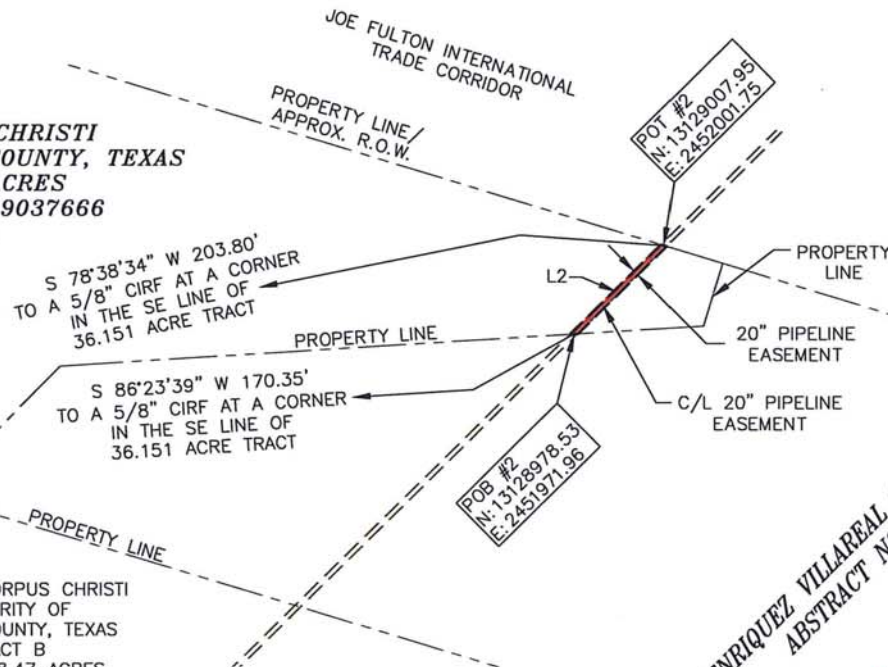 JOE FULTON INTERNATIONAL
TRADE CORRIDOR
PROPERTY LINE/
APPROX. R.O.W.
POT #2
N: 13129007.95
E: 2452001.75
CHRISTI
COUNTY, TEXAS
ACRES
9037666
S 78°38'34" W 203.80'
TO A 5/8" CIRF AT A CORNER
IN THE SE LINE OF
36.151 ACRE TRACT
L2
PROPERTY
LINE
PROPERTY LINE
20" PIPELINE
EASEMENT
S 86°23'39" W 170.35'
TO A 5/8" CIRF AT A CORNER
IN THE SE LINE OF
36.151 ACRE TRACT
C/L 20" PIPELINE
EASEMENT
POB #2
N: 13128978.53
E: 2451971.96
PROPERTY LINE
NRIQUEZ VILLAREAL
ABSTRACT
ORPUS CHRISTI
RITY OF
UNTY, TEXAS
CT B
ACRES